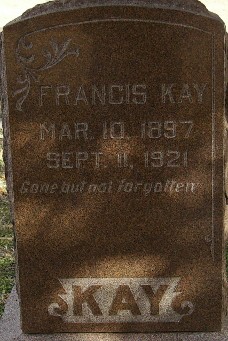 FRANCIS KAY
MAR. 10. 1897
SEPT. 11, 1921
Gone but not forgotten
KAY